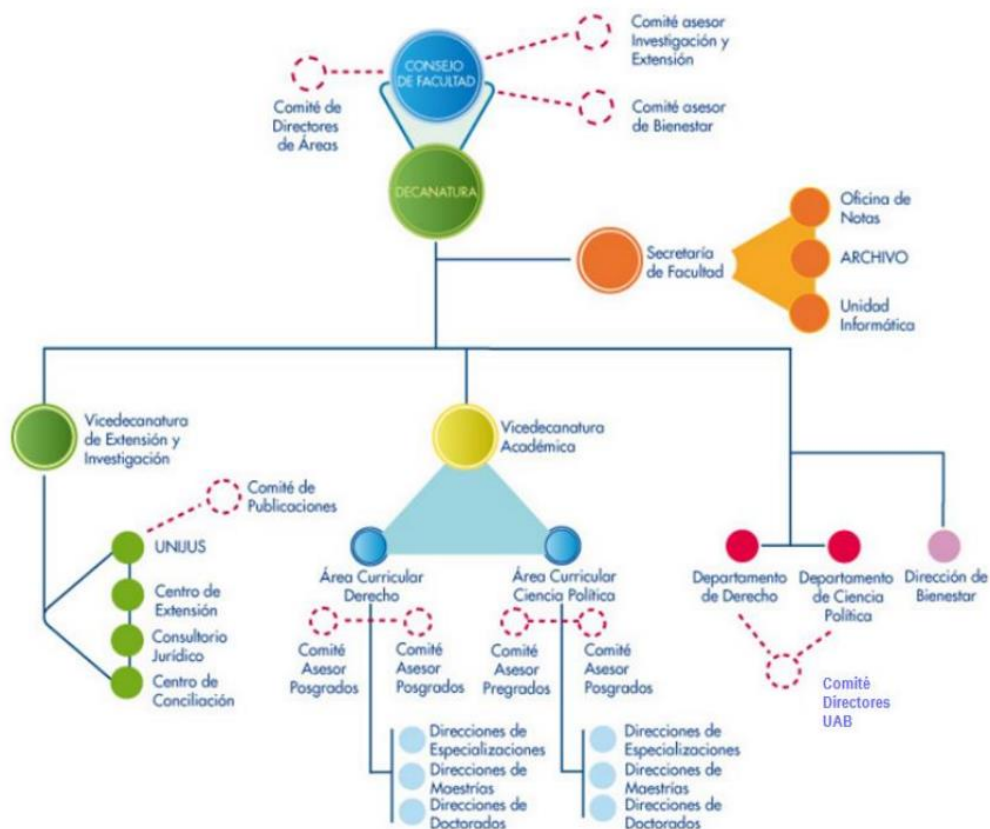 Comité asesor
Investigación y
Extensión
CONSEJO
DE FACULTAD
Comité de
Directores
de Áreas
Comité asesor
de Bienestar
DECANATURA
Oficina de
Notas
Secretaría
de Facultad
ARCHIVO
Unidad
Informática
Vicedecanatura
de Extensión y
Investigación
Vicedecanatura
Académica
Comité de
Publicaciones
UNIJUS
Centro de
Extensión
Consultorio
Jurídico
Centro de
Conciliación
Área Curricular
Derecho
Área Curricular
Ciencia Política
Departamento
de Derecho
Departamento
de Ciencia
Política
Dirección de
Bienestar
Comité
Asesor
Posgrados
Comité
Asesor
Posgrados
Comité
Asesor
Pregrados
Comité
Asesor
Posgrados
Comité
Directores
UAB
Direcciones de
Especializaciones
Direcciones de
Maestrías
Direcciones de
Doctorados
Direcciones de
Especializaciones
Direcciones de
Maestrías
Direcciones de
Doctorados